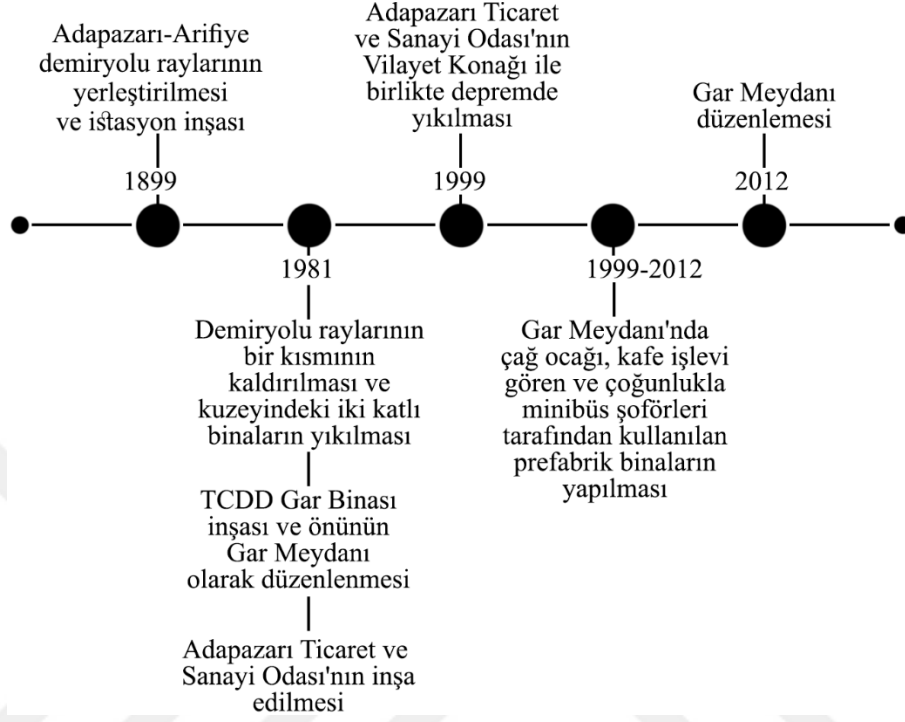 Adapazarı-Arifiye
demiryolu raylarının
yerleştirilmesi
ve istasyon inşası
1899
1981
Demiryolu raylarının
bir kısmının
kaldırılması ve
kuzeyindeki iki katlı
binaların yıkılması
TCDD Gar Binası
inşası ve önünün
Gar Meydanı
olarak düzenlenmesi
Adapazarı Ticaret ve
Sanayi Odası'nın inşa
edilmesi
Adapazarı Ticaret
ve Sanayi Odası'nın
Vilayet Konağı ile
birlikte depremde
yıkılması
1999
1999-2012
Gar Meydanı'nda
çağ ocağı, kafe işlevi
gören ve çoğunlukla
minibüs şoförleri
tarafından kullanılan
prefabrik binaların
yapılması
Gar Meydanı
düzenlemesi
2012